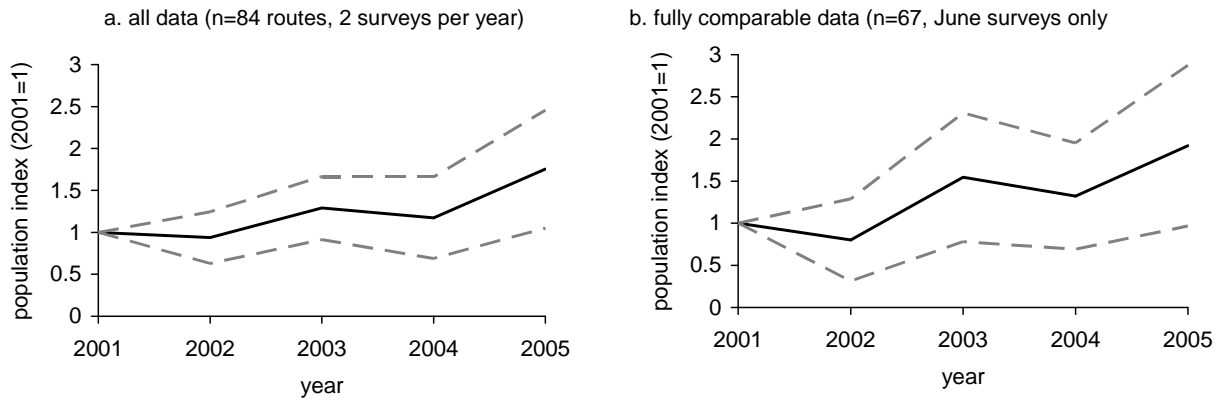 a. all data (n=84 routes, 2 surveys per year)
population index (2001=1)
3
2.5
2
1.5
1
0.5
0
2001 2002 2003 2004 2005
year
b. fully comparable data (n=67, June surveys only
population index (2001=1)
3
2.5
2
1.5
1
0.5
0
2001 2002 2003 2004 2005
year